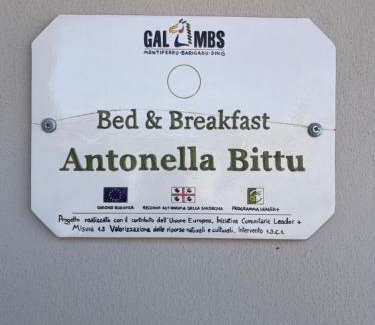 GAL MBS
MONTIFERRU-BARIGADU-SINIS
Bed & Breakfast
Antonella Bittu
UNIONE EUROPEA REGIONE AUTONOMA DELLA SARDEGNA PROGRAMMA LEADER+
Progetto realizzato con il contributo dell'Unione Europea, Iniziativa Comunitaria Leader +
Misura 1.3 Valorizzazione delle risorse naturali e culturali. Intervento 1.3.C.1.